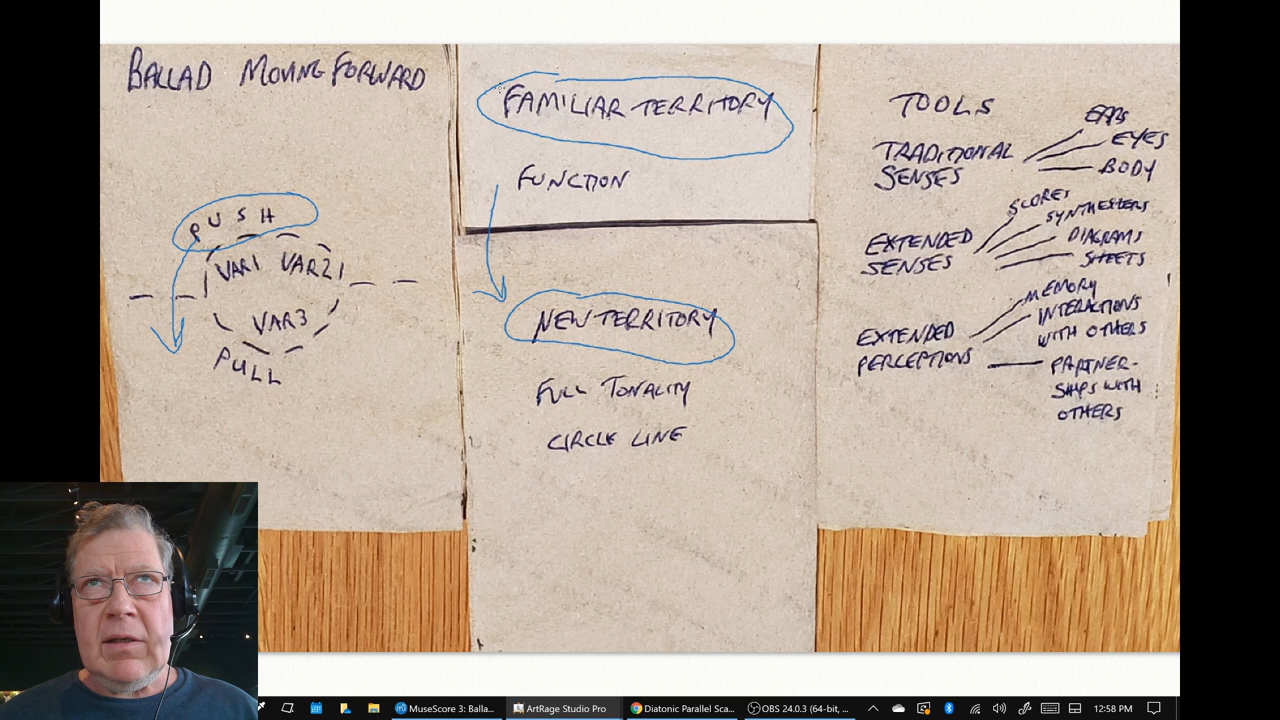 BALLAD MOVING FORWARD
PUSH
VAR1 VAR2
VAR3
PULL
FAMILIAR TERRITORY
FUNCTION
NEW TERRITORY
FULL TONALITY
CIRCLE LINE
TOOLS
TRADITIONAL
SENSES
EARS
EYES
BODY
EXTENDED
SENSES
SCORES
SYNTHESIZERS
DIAGRAMS
SHEETS
EXTENDED
PERCEPTIONS
MEMORY
INTERACTIONS
WITH OTHERS
PARTNER-
SHIPS WITH
OTHERS
MuseScore 3: Balla...
ArtRage Studio Pro
Diatonic Parallel Sca...
OBS 24.0.3 (64-bit, ...
12:58 PM